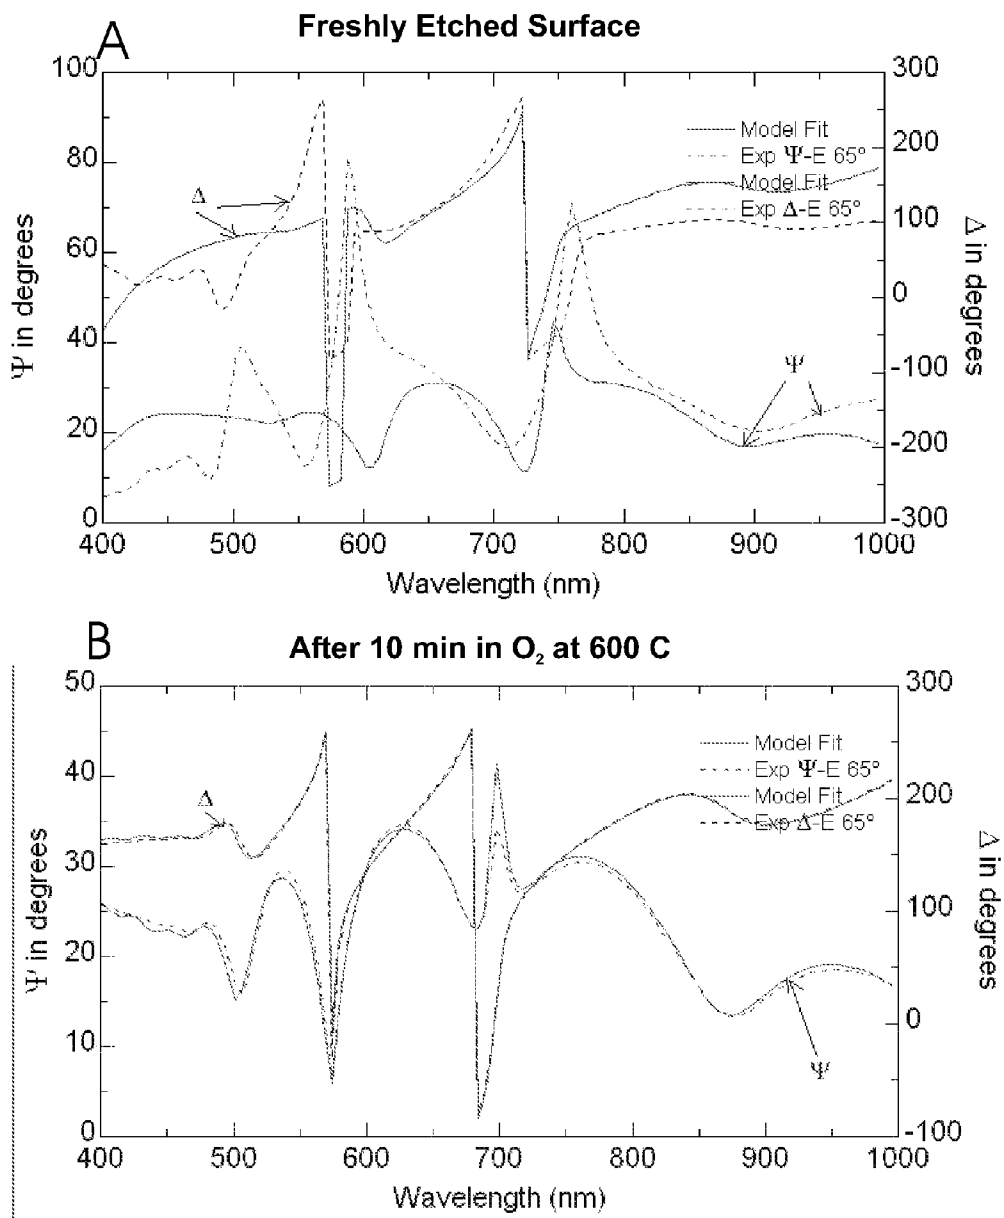 A
Freshly Etched Surface
100
80
60
40
20
0
300
200
100
0
-100
-200
-300
Ψ in degrees
Δ in degrees
Model Fit
Exp Ψ-E 65°
Model Fit
Exp Δ-E 65°
Δ
Ψ
400 500 600 700 800 900 1000
Wavelength (nm)
B
After 10 min in O₂ at 600 C
50
40
30
20
10
0
300
200
100
0
-100
Ψ in degrees
Δ in degrees
Model Fit
Exp Ψ-E 65°
Model Fit
Exp Δ-E 65°
Δ
Ψ
400 500 600 700 800 900 1000
Wavelength (nm)